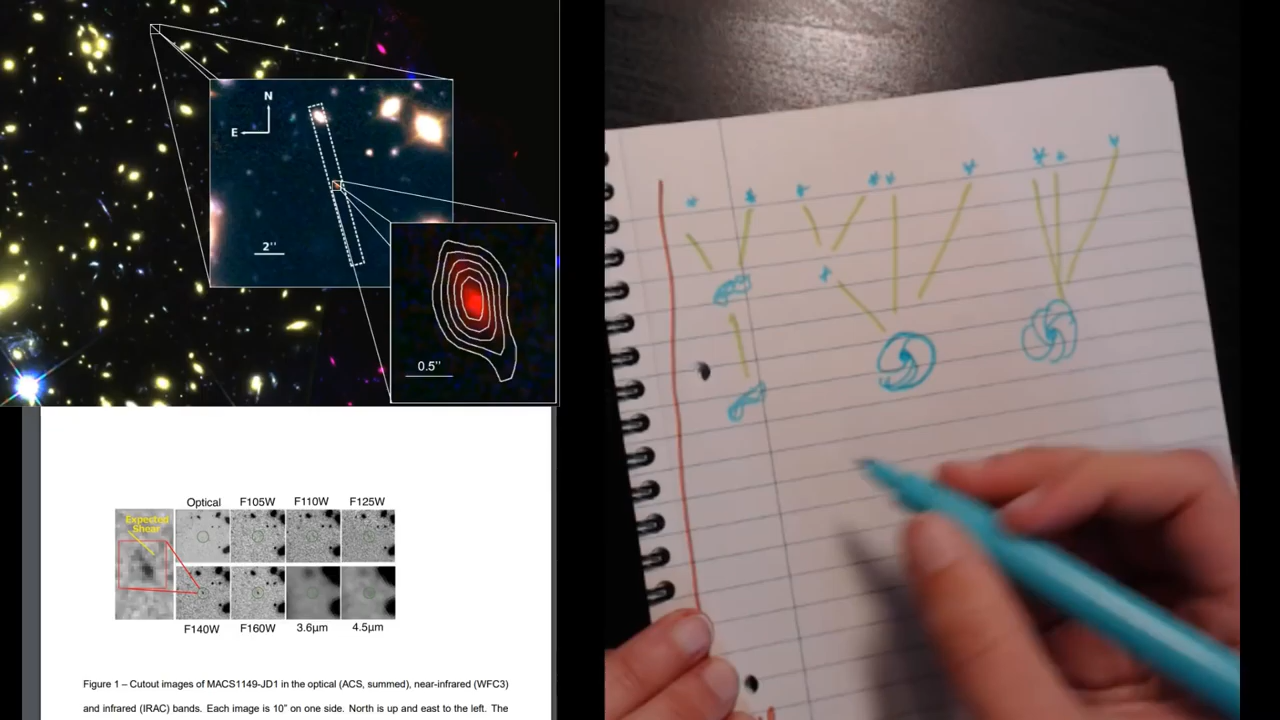 N
E
2''
0.5''
Optical F105W F110W F125W
Expected
Shear
F140W F160W 3.6μm 4.5μm
Figure 1 – Cutout images of MACS1149-JD1 in the optical (ACS, summed), near-infrared (WFC3)
and infrared (IRAC) bands. Each image is 10” on one side. North is up and east to the left. The